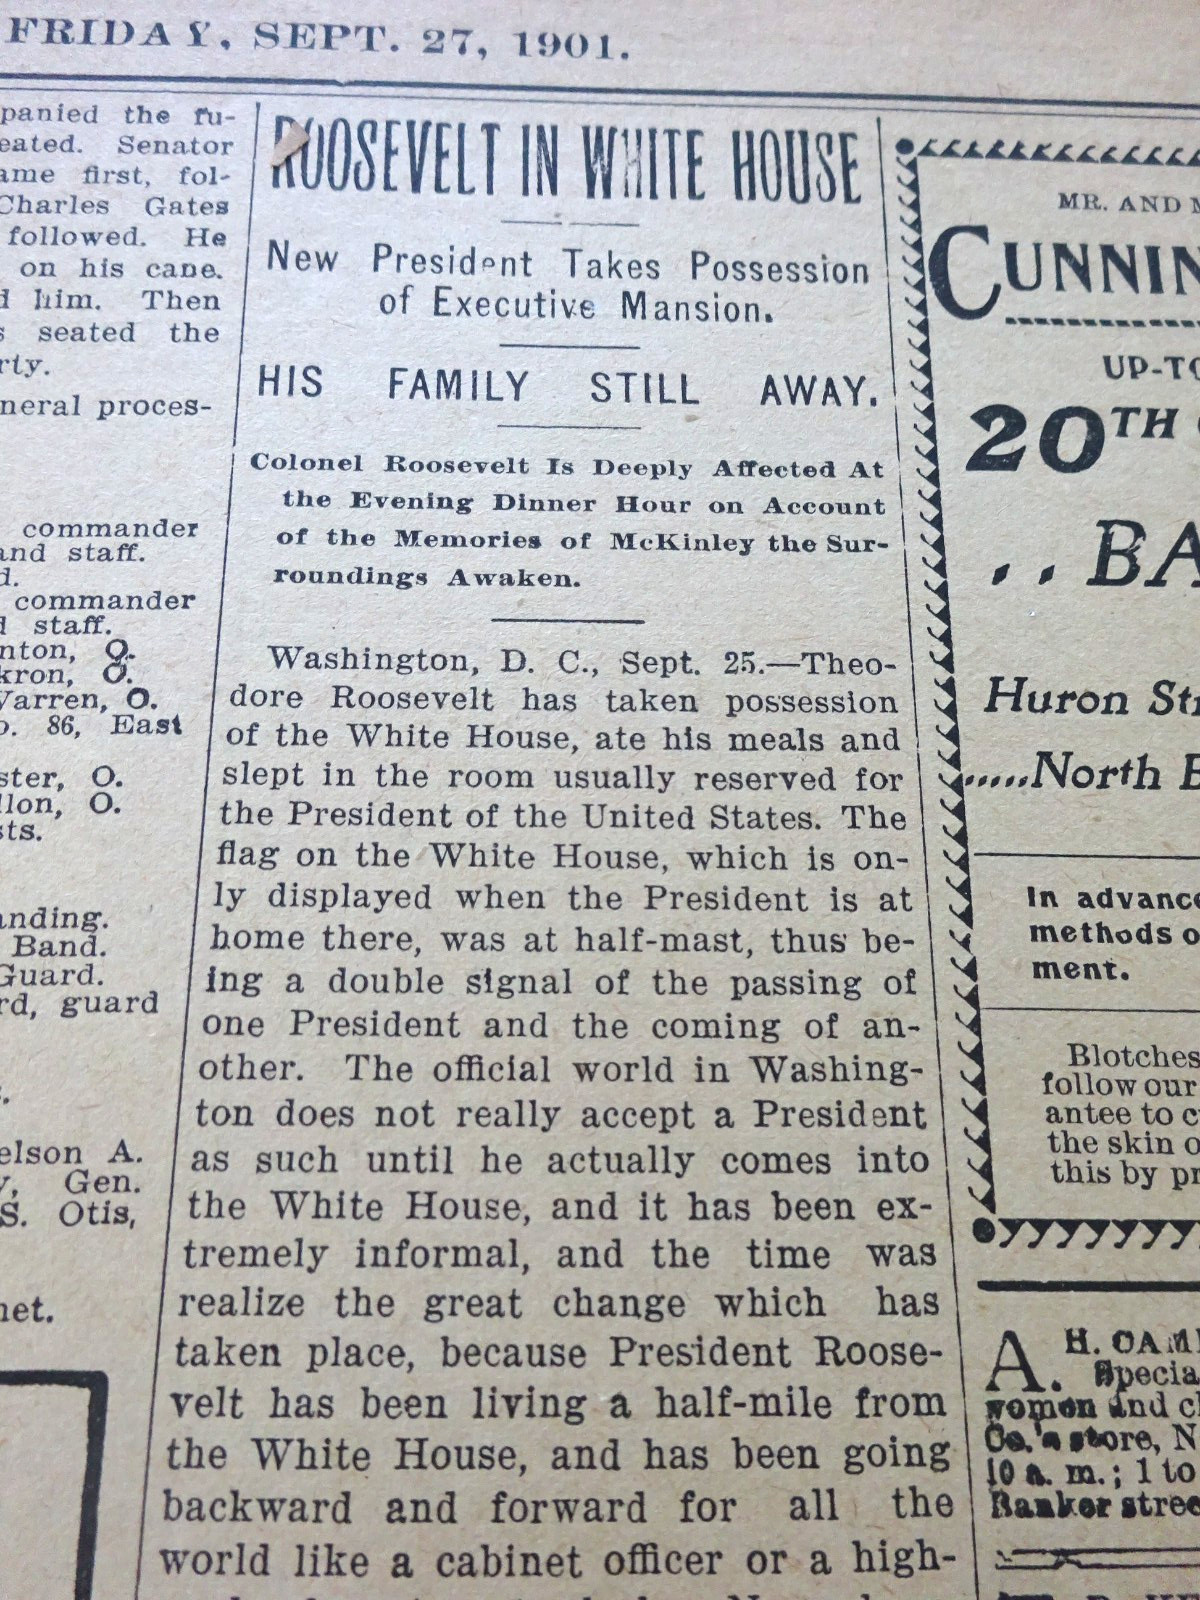 FRIDAY, SEPT. 27, 1901.
panied the fu-
eated. Senator
ame first, fol-
Charles Gates
followed. He
on his cane.
d him. Then
s seated the
rty.
neral proces-
commander
and staff.
d.
commander
d staff.
nton, O.
kron, O.
Warren, O.
o. 86, East
ster, O.
llon, O.
sts.
anding.
Band.
Guard.
rd, guard
s.
elson A.
y, Gen.
S. Otis,
net.
ROOSEVELT IN WHITE HOUSE
New President Takes Possession
of Executive Mansion.
HIS FAMILY STILL AWAY.
Colonel Roosevelt Is Deeply Affected At
the Evening Dinner Hour on Account
of the Memories of McKinley the Sur-
roundings Awaken.
Washington, D. C., Sept. 25.—Theo-
dore Roosevelt has taken possession
of the White House, ate his meals and
slept in the room usually reserved for
the President of the United States. The
flag on the White House, which is on-
ly displayed when the President is at
home there, was at half-mast, thus be-
ing a double signal of the passing of
one President and the coming of an-
other. The official world in Washing-
ton does not really accept a President
as such until he actually comes into
the White House, and it has been ex-
tremely informal, and the time was
realize the great change which has
taken place, because President Roose-
velt has been living a half-mile from
the White House, and has been going
backward and forward for all the
world like a cabinet officer or a high-
MR. AND M
CUNNIN
UP-TO
20TH
..BA
Huron Str
.....North E
In advance
methods o
ment.
Blotches
follow our
antee to c
the skin o
this by pr
A. H. CAM
Specia
women and c
Co.'s store, N
10 a. m.; 1 to
Banker stree